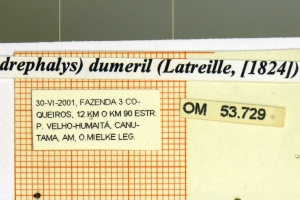 drephalys) dumeril (Latreille, [1824])
30-VI-2001, FAZENDA 3 CO-
QUEIROS, 12 KM O KM 90 ESTR.
P. VELHO-HUMAITÁ, CANU-
TAMA, AM, O.MIELKE LEG.
OM 53.729